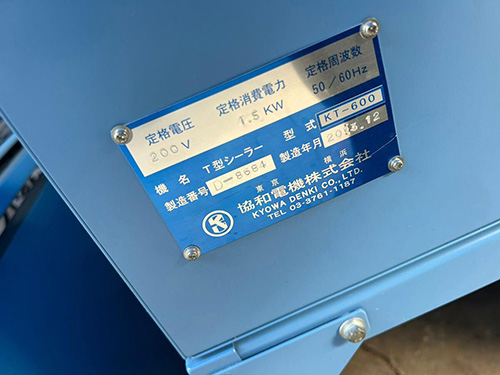 定格電圧 定格消費電力 定格周波数
200V 1.5KW 50/60Hz
機名 T型シーラー 型式 KT-600
製造番号 D-8684 製造年月
東京 横浜
協和電機株式会社
KYOWA DENKI CO., LTD.
TEL 03-3761-1187